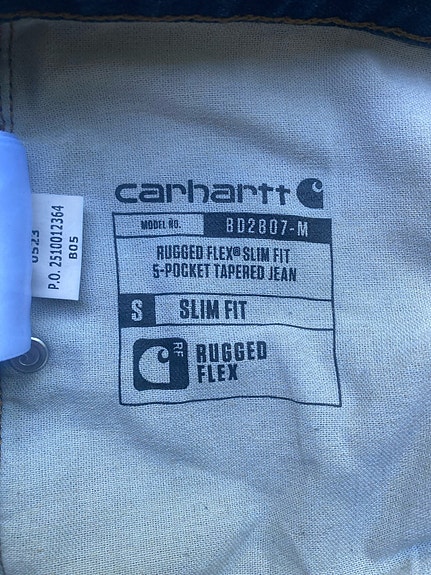 carhartt
MODEL NO. BD2807-M
RUGGED FLEX® SLIM FIT
5-POCKET TAPERED JEAN
S SLIM FIT
RF RUGGED
FLEX
0523
P.O. 2510012364
B05